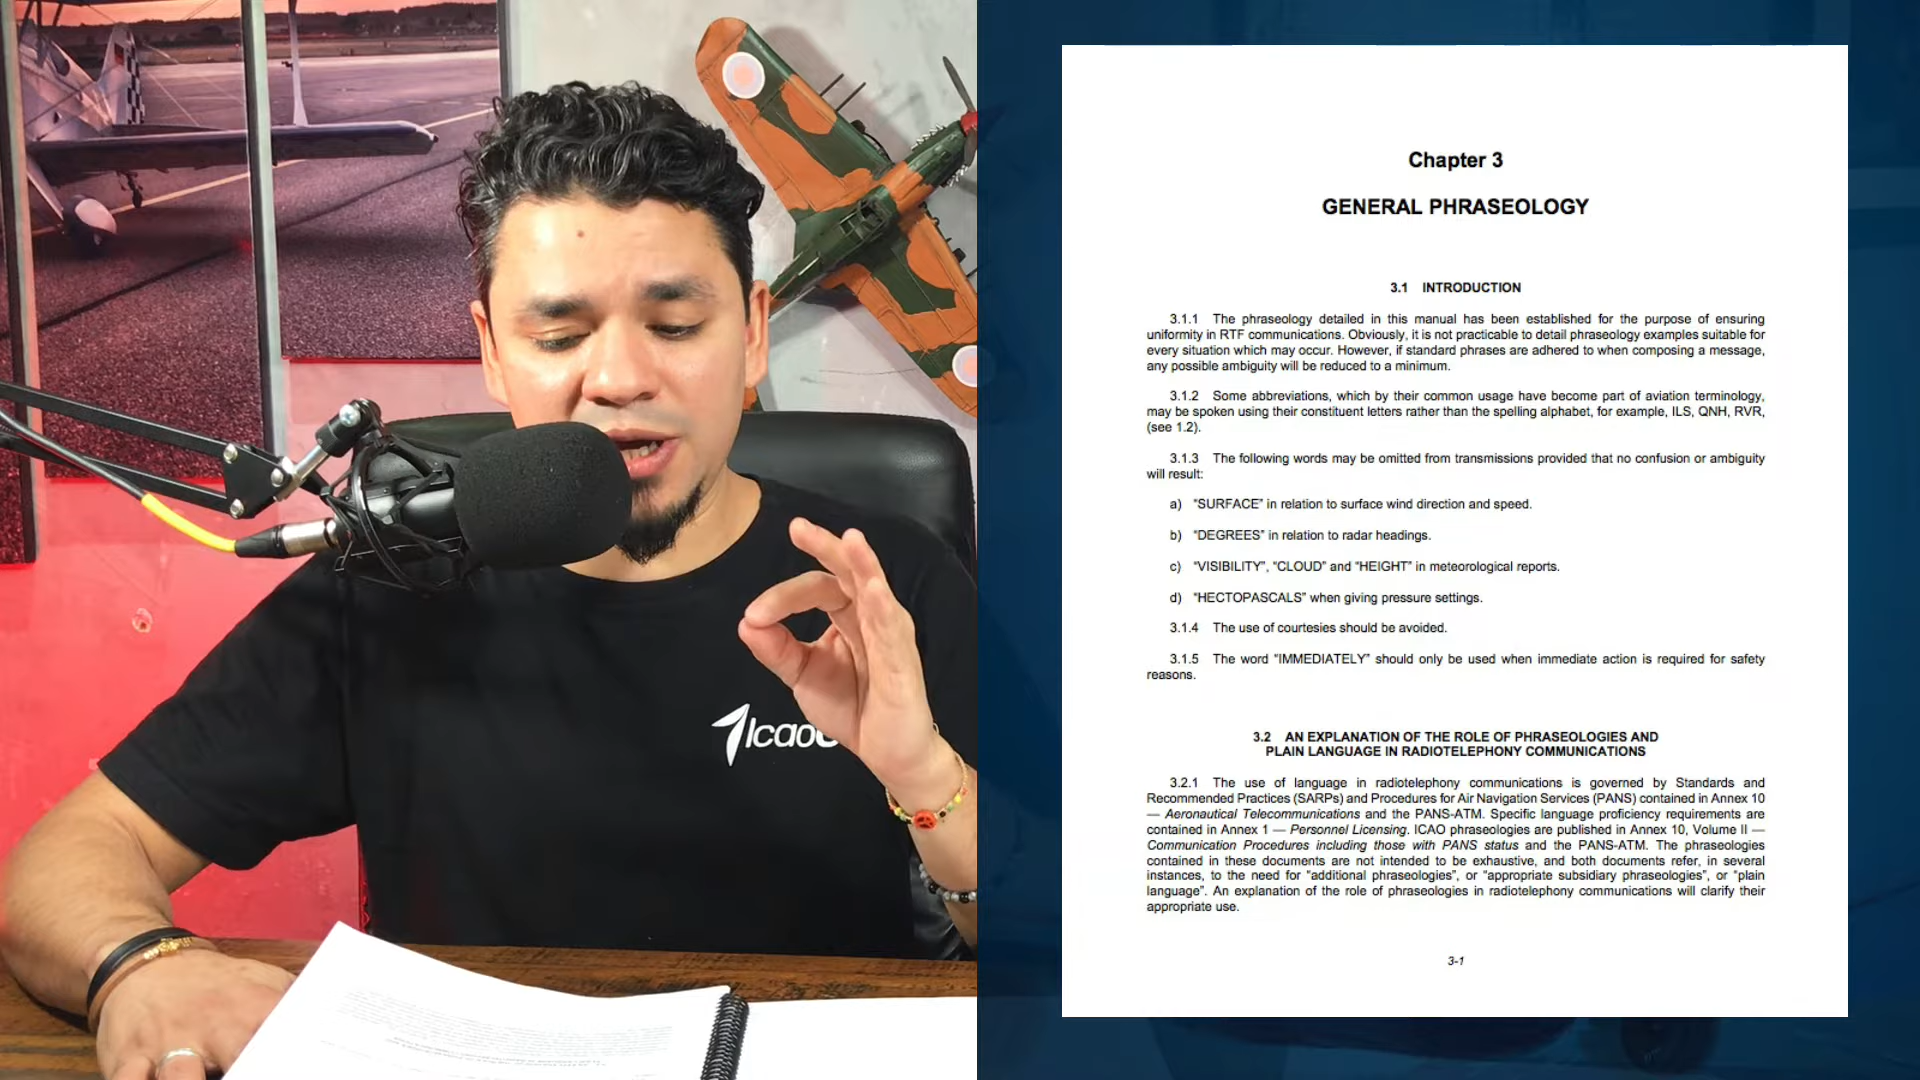 Chapter 3
GENERAL PHRASEOLOGY
3.1 INTRODUCTION
3.1.1 The phraseology detailed in this manual has been established for the purpose of ensuring
uniformity in RTF communications. Obviously, it is not practicable to detail phraseology examples suitable for
every situation which may occur. However, if standard phrases are adhered to when composing a message,
any possible ambiguity will be reduced to a minimum.
3.1.2 Some abbreviations, which by their common usage have become part of aviation terminology,
may be spoken using their constituent letters rather than the spelling alphabet, for example, ILS, QNH, RVR,
(see 1.2).
3.1.3 The following words may be omitted from transmissions provided that no confusion or ambiguity
will result:
a) “SURFACE” in relation to surface wind direction and speed.
b) “DEGREES” in relation to radar headings.
c) “VISIBILITY”, “CLOUD” and “HEIGHT” in meteorological reports.
d) “HECTOPASCALS” when giving pressure settings.
3.1.4 The use of courtesies should be avoided.
3.1.5 The word “IMMEDIATELY” should only be used when immediate action is required for safety
reasons.
3.2 AN EXPLANATION OF THE ROLE OF PHRASEOLOGIES AND
PLAIN LANGUAGE IN RADIOTELEPHONY COMMUNICATIONS
3.2.1 The use of language in radiotelephony communications is governed by Standards and
Recommended Practices (SARPs) and Procedures for Air Navigation Services (PANS) contained in Annex 10
— Aeronautical Telecommunications and the PANS-ATM. Specific language proficiency requirements are
contained in Annex 1 — Personnel Licensing. ICAO phraseologies are published in Annex 10, Volume II —
Communication Procedures including those with PANS status and the PANS-ATM. The phraseologies
contained in these documents are not intended to be exhaustive, and both documents refer, in several
instances, to the need for “additional phraseologies”, or “appropriate subsidiary phraseologies”, or “plain
language”. An explanation of the role of phraseologies in radiotelephony communications will clarify their
appropriate use.
3-1
Icao